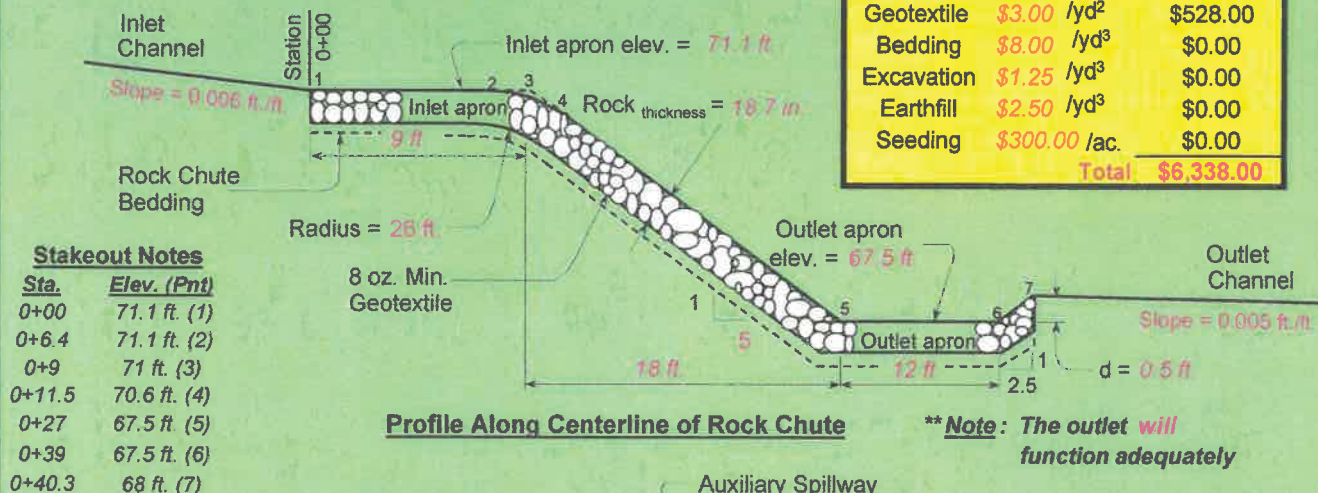 Inlet
Channel
Slope = 0.006 ft./ft.
Station
0+00
1
2
3
4
Inlet apron elev. = 71.1 ft.
Inlet apron
Rock thickness = 18.7 in.
9 ft
Rock Chute
Bedding
Radius = 26 ft.
8 oz. Min.
Geotextile
1
5
18 ft.
Outlet apron
elev. = 67.5 ft
5
6
7
Outlet apron
12 ft
1
2.5
d = 0.5 ft.
Outlet
Channel
Slope = 0.005 ft./ft.
Geotextile $3.00 /yd² $528.00
Bedding $8.00 /yd³ $0.00
Excavation $1.25 /yd³ $0.00
Earthfill $2.50 /yd³ $0.00
Seeding $300.00 /ac. $0.00
Total $6,338.00
Stakeout Notes
Sta. Elev. (Pnt)
0+00 71.1 ft. (1)
0+6.4 71.1 ft. (2)
0+9 71 ft. (3)
0+11.5 70.6 ft. (4)
0+27 67.5 ft. (5)
0+39 67.5 ft. (6)
0+40.3 68 ft. (7)
Profile Along Centerline of Rock Chute
**Note: The outlet will
function adequately
Auxiliary Spillway